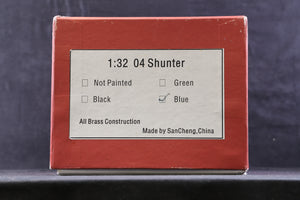 1:32 04 Shunter
Not Painted Green
Black Blue
All Brass Construction
Made by SanCheng,China